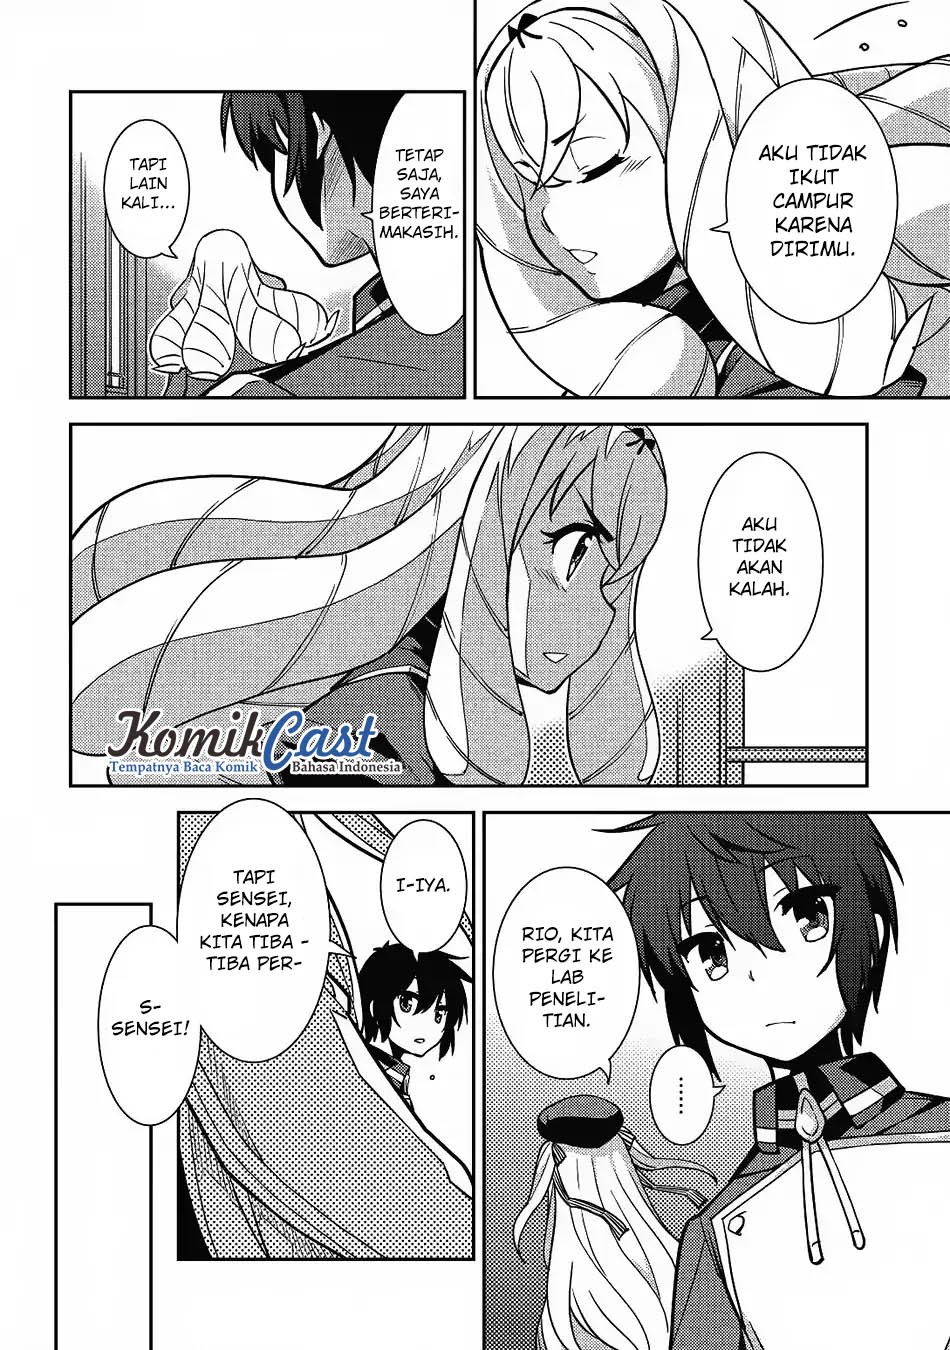 AKU TIDAK
IKUT
CAMPUR
KARENA
DIRIMU.
TETAP
SAJA,
SAYA
BERTERI-
MAKASIH.
TAPI
LAIN
KALI...
AKU
TIDAK
AKAN
KALAH.
KomikCast
Tempatnya Baca Komik Bahasa Indonesia
RIO, KITA
PERGI KE
LAB
PENELI-
TIAN.
......
I-IYA.
TAPI
SENSEI,
KENAPA
KITA TIBA -
TIBA PER-
S-
SENSEI!